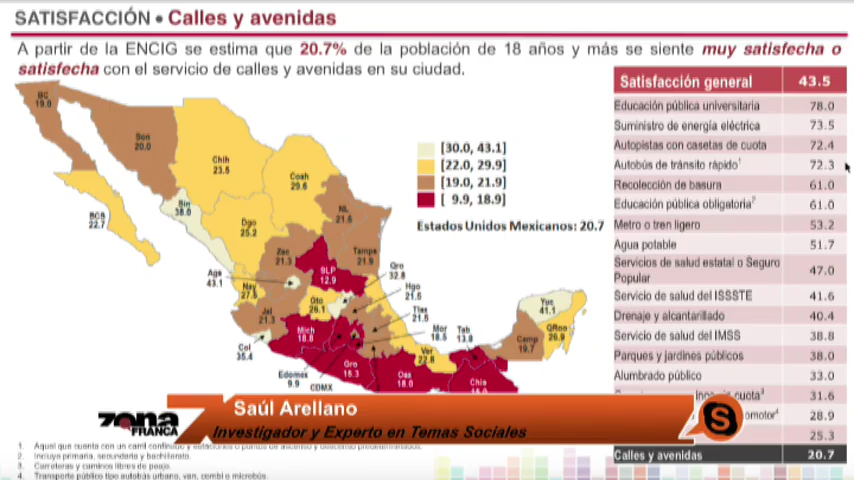 SATISFACCIÓN • Calles y avenidas
A partir de la ENCIG se estima que 20.7% de la población de 18 años y más se siente muy satisfecha o
satisfecha con el servicio de calles y avenidas en su ciudad.
Satisfacción general 43.5
Educación pública universitaria 78.0
Suministro de energía eléctrica 73.5
Autopistas con casetas de cuota 72.4
Autobús de tránsito rápido¹ 72.3
Recolección de basura 61.0
Educación pública obligatoria² 61.0
Metro o tren ligero 53.2
Agua potable 51.7
Servicios de salud estatal o Seguro
Popular 47.0
Servicio de salud del ISSSTE 41.6
Drenaje y alcantarillado 40.4
Servicio de salud del IMSS 38.8
Parques y jardines públicos 38.0
Alumbrado público 33.0
cuota³ 31.6
omotor⁴ 28.9
25.3
Calles y avenidas 20.7
[30.0, 43.1]
[22.0, 29.9]
[19.0, 21.9]
[ 9.9, 18.9]
Estados Unidos Mexicanos: 20.7
BC
19.0
Son
20.0
Chih
23.5
Coah
29.6
BCS
22.7
Sin
38.0
Dgo
25.2
NL
21.5
Zac
21.3
Tamps
21.9
SLP
12.9
Ags
43.1
Nay
27.5
Gto
26.1
Qro
32.8
Hgo
21.5
Tlax
21.5
Jal
21.3
Mich
18.8
Mor
18.5
Tab
13.8
Yuc
41.1
QRoo
26.9
Camp
19.7
Col
35.4
Ver
22.8
Edomex
9.9
CDMX
Gro
15.3
Oax
18.0
Chis
zona
FRANCA
Saúl Arellano
Investigador y Experto en Temas Sociales
S
1. Aquel que cuenta con un carril confinado y estaciones o puntos de ascenso y descenso predeterminados.
2. Incluye primaria, secundaria y bachillerato.
3. Carreteras y caminos libres de peaje.
4. Transporte público tipo autobús urbano, van, combi o microbús.